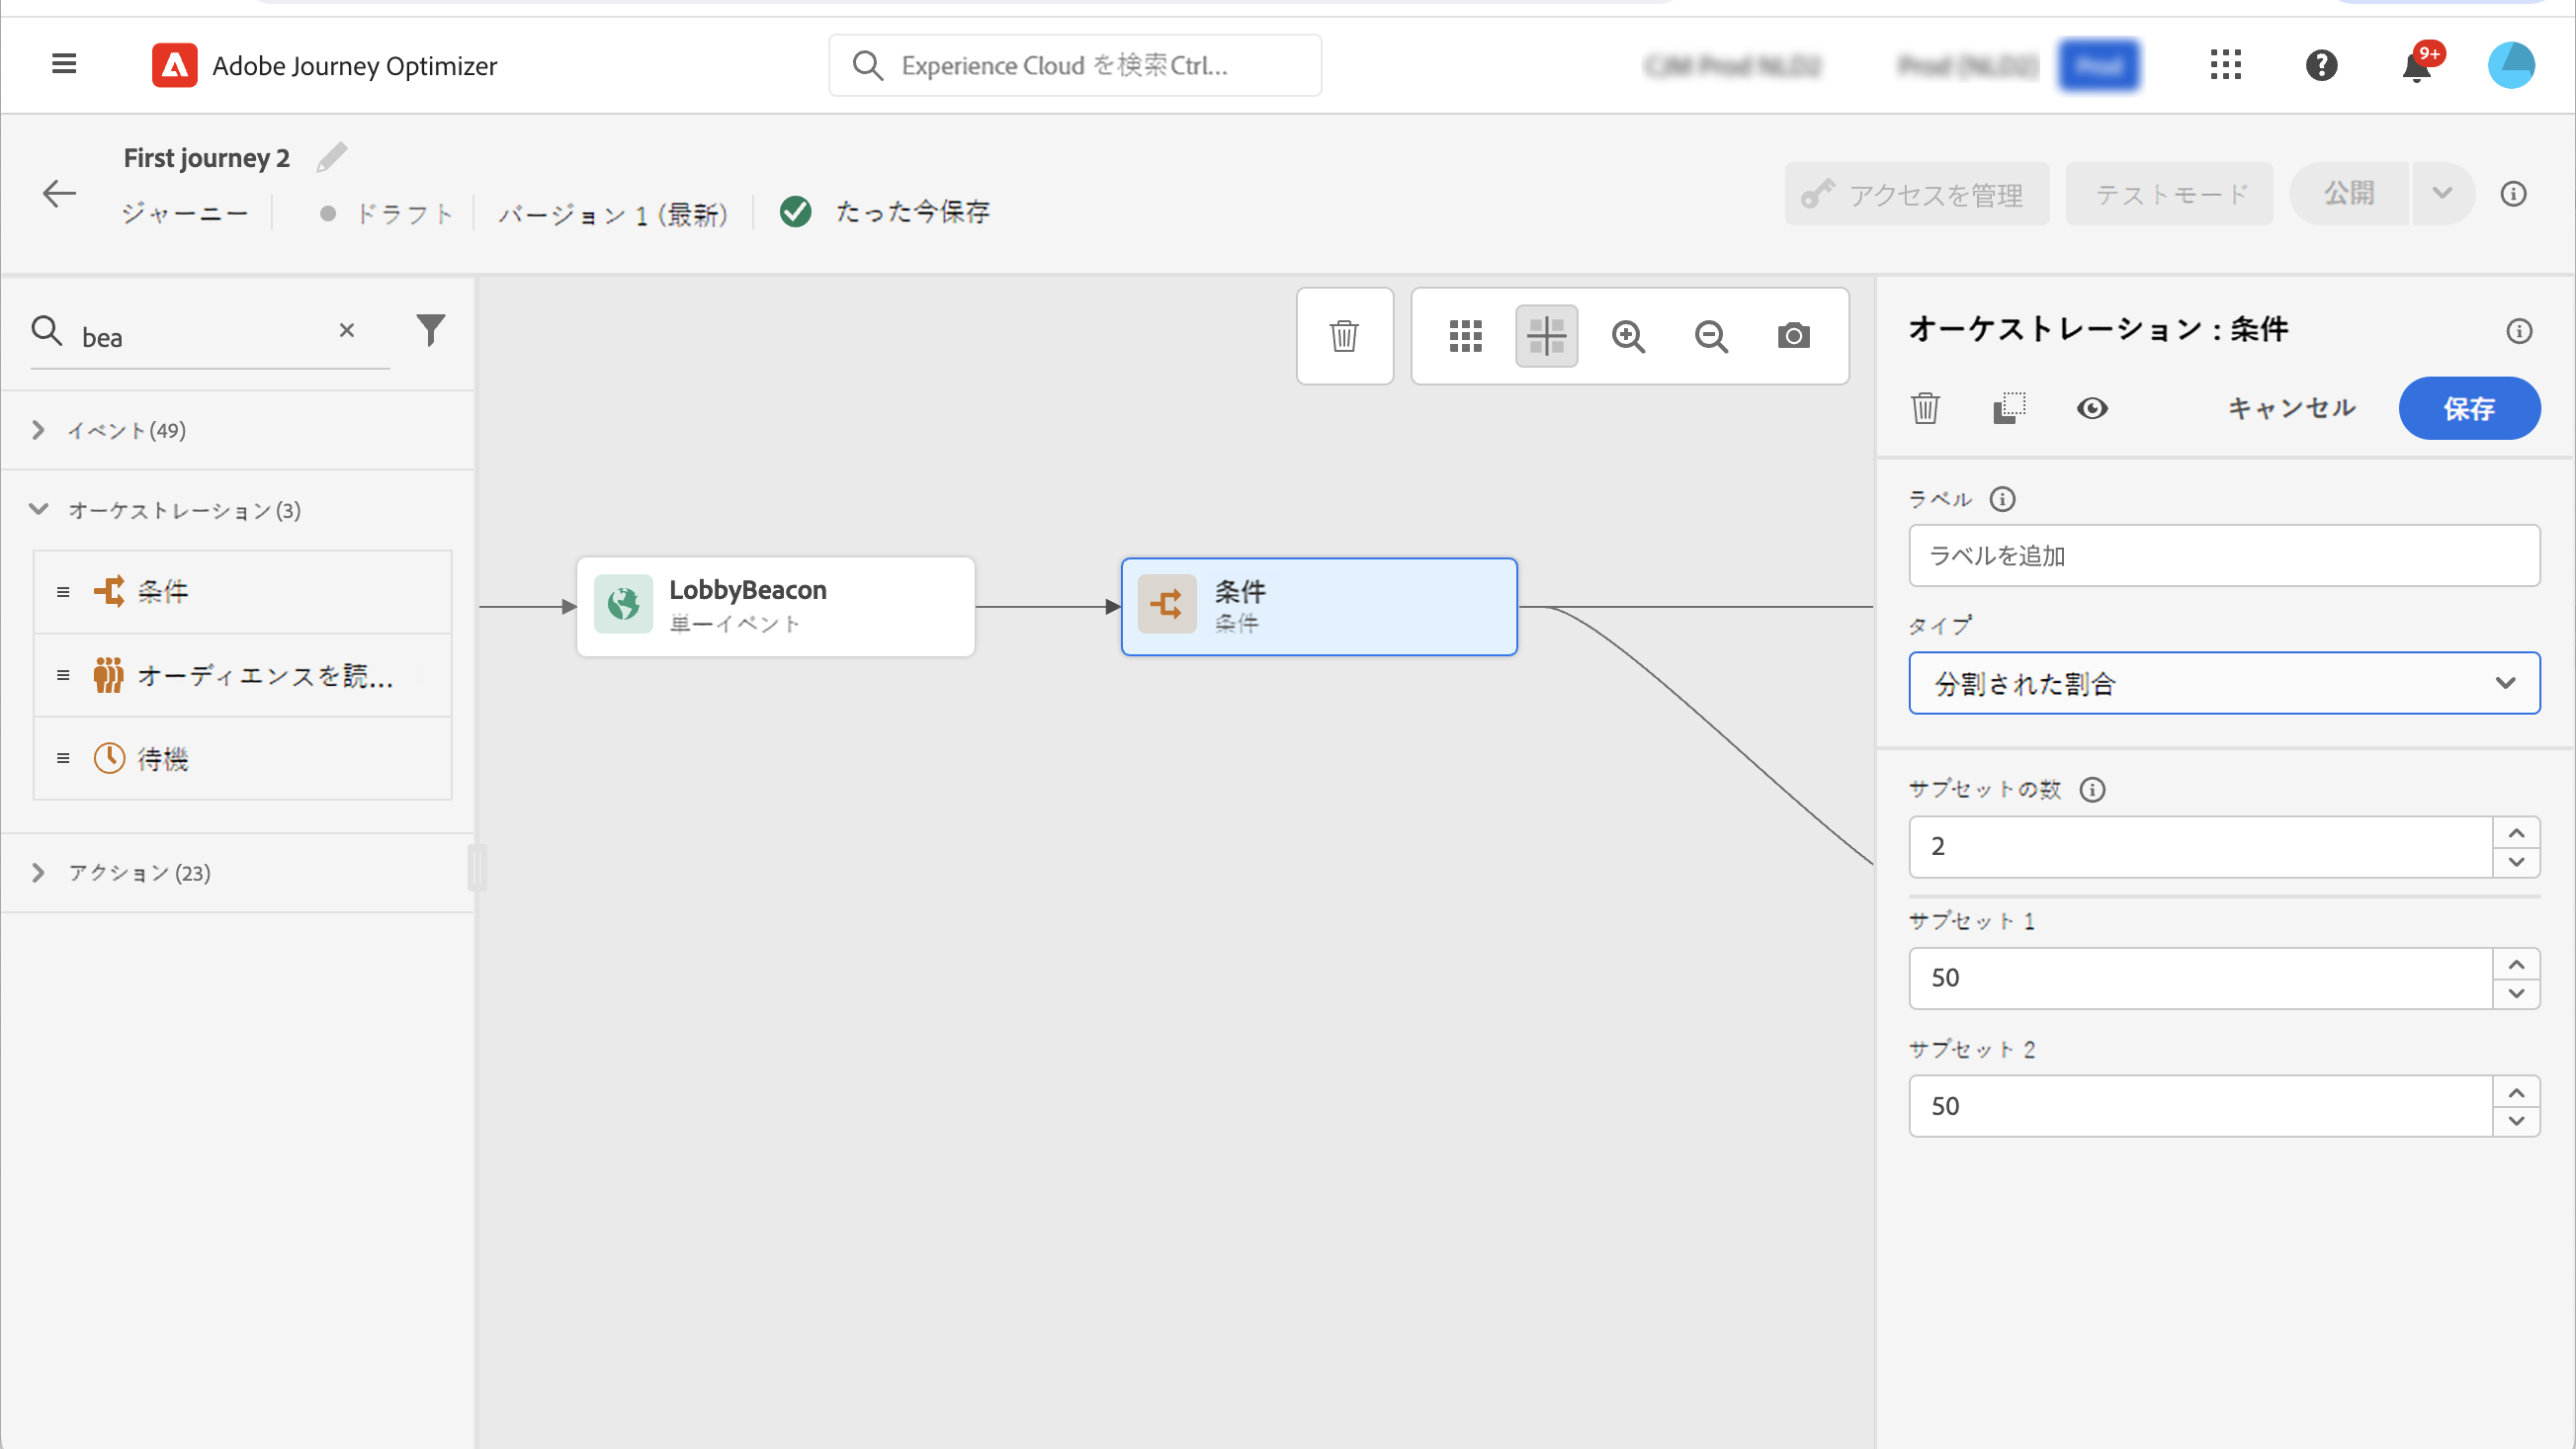 Adobe Journey Optimizer
Experience Cloud を検索Ctrl...
9+
First journey 2
ジャーニー
ドラフト
バージョン 1 (最新)
たった今保存
アクセスを管理
テストモード
公開
bea
イベント(49)
オーケストレーション(3)
条件
オーディエンスを読...
待機
アクション(23)
LobbyBeacon
単一イベント
条件
条件
オーケストレーション : 条件
キャンセル
保存
ラベル
ラベルを追加
タイプ
分割された割合
サブセットの数
2
サブセット 1
50
サブセット 2
50